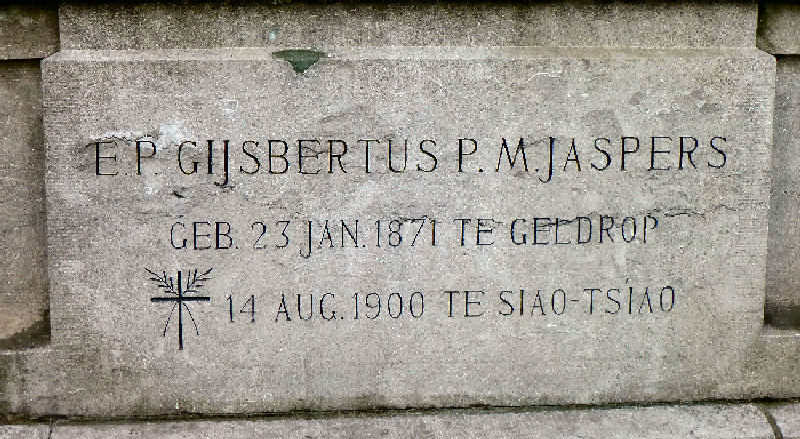 E.P. GIJSBERTUS P.M. JASPERS
GEB. 23 JAN. 1871 TE GELDROP
14 AUG. 1900 TE SIAO-TSIAO